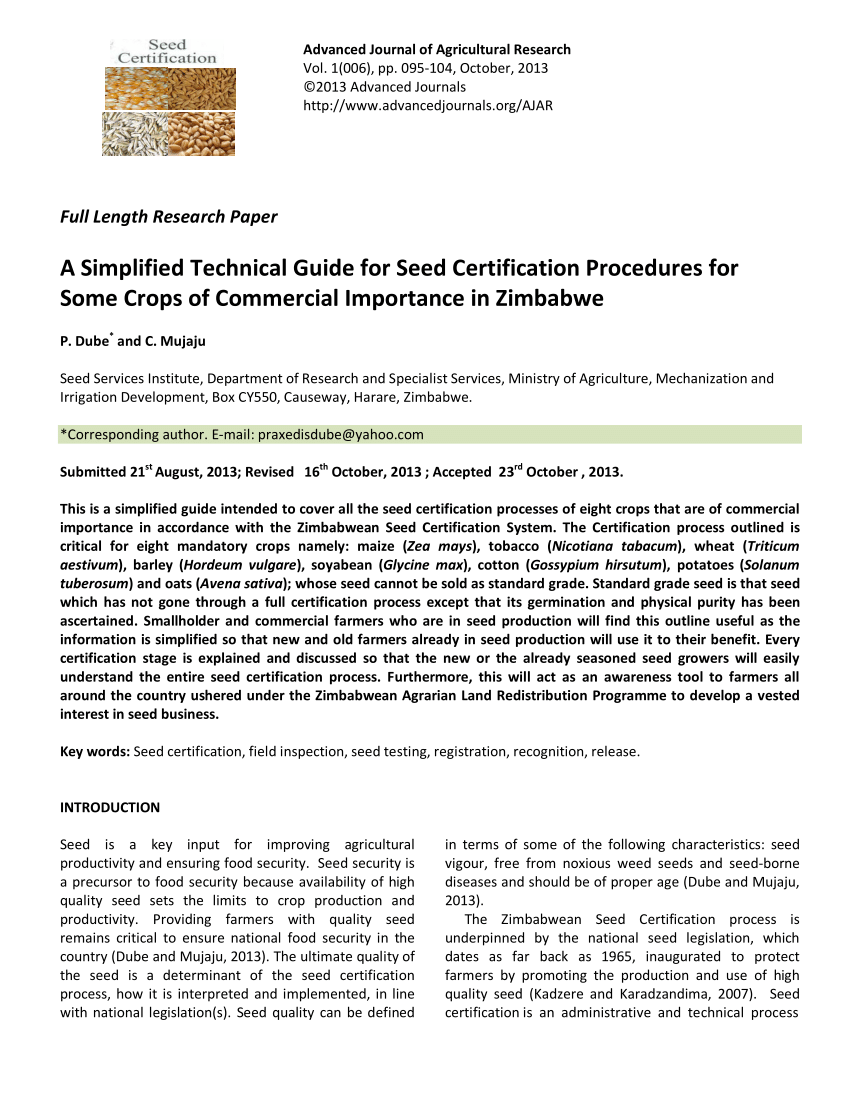 Seed
Certification
Advanced Journal of Agricultural Research
Vol. 1(006), pp. 095-104, October, 2013
©2013 Advanced Journals
http://www.advancedjournals.org/AJAR
Full Length Research Paper
A Simplified Technical Guide for Seed Certification Procedures for
Some Crops of Commercial Importance in Zimbabwe
P. Dube* and C. Mujaju
Seed Services Institute, Department of Research and Specialist Services, Ministry of Agriculture, Mechanization and
Irrigation Development, Box CY550, Causeway, Harare, Zimbabwe.
*Corresponding author. E-mail: praxedisdube@yahoo.com
Submitted 21st August, 2013; Revised 16th October, 2013 ; Accepted 23rd October , 2013.
This is a simplified guide intended to cover all the seed certification processes of eight crops that are of commercial
importance in accordance with the Zimbabwean Seed Certification System. The Certification process outlined is
critical for eight mandatory crops namely: maize (Zea mays), tobacco (Nicotiana tabacum), wheat (Triticum
aestivum), barley (Hordeum vulgare), soyabean (Glycine max), cotton (Gossypium hirsutum), potatoes (Solanum
tuberosum) and oats (Avena sativa); whose seed cannot be sold as standard grade. Standard grade seed is that seed
which has not gone through a full certification process except that its germination and physical purity has been
ascertained. Smallholder and commercial farmers who are in seed production will find this outline useful as the
information is simplified so that new and old farmers already in seed production will use it to their benefit. Every
certification stage is explained and discussed so that the new or the already seasoned seed growers will easily
understand the entire seed certification process. Furthermore, this will act as an awareness tool to farmers all
around the country ushered under the Zimbabwean Agrarian Land Redistribution Programme to develop a vested
interest in seed business.
Key words: Seed certification, field inspection, seed testing, registration, recognition, release.
INTRODUCTION
Seed is a key input for improving agricultural
productivity and ensuring food security. Seed security is
a precursor to food security because availability of high
quality seed sets the limits to crop production and
productivity. Providing farmers with quality seed
remains critical to ensure national food security in the
country (Dube and Mujaju, 2013). The ultimate quality of
the seed is a determinant of the seed certification
process, how it is interpreted and implemented, in line
with national legislation(s). Seed quality can be defined
in terms of some of the following characteristics: seed
vigour, free from noxious weed seeds and seed-borne
diseases and should be of proper age (Dube and Mujaju,
2013).
The Zimbabwean Seed Certification process is
underpinned by the national seed legislation, which
dates as far back as 1965, inaugurated to protect
farmers by promoting the production and use of high
quality seed (Kadzere and Karadzandima, 2007). Seed
certification is an administrative and technical process